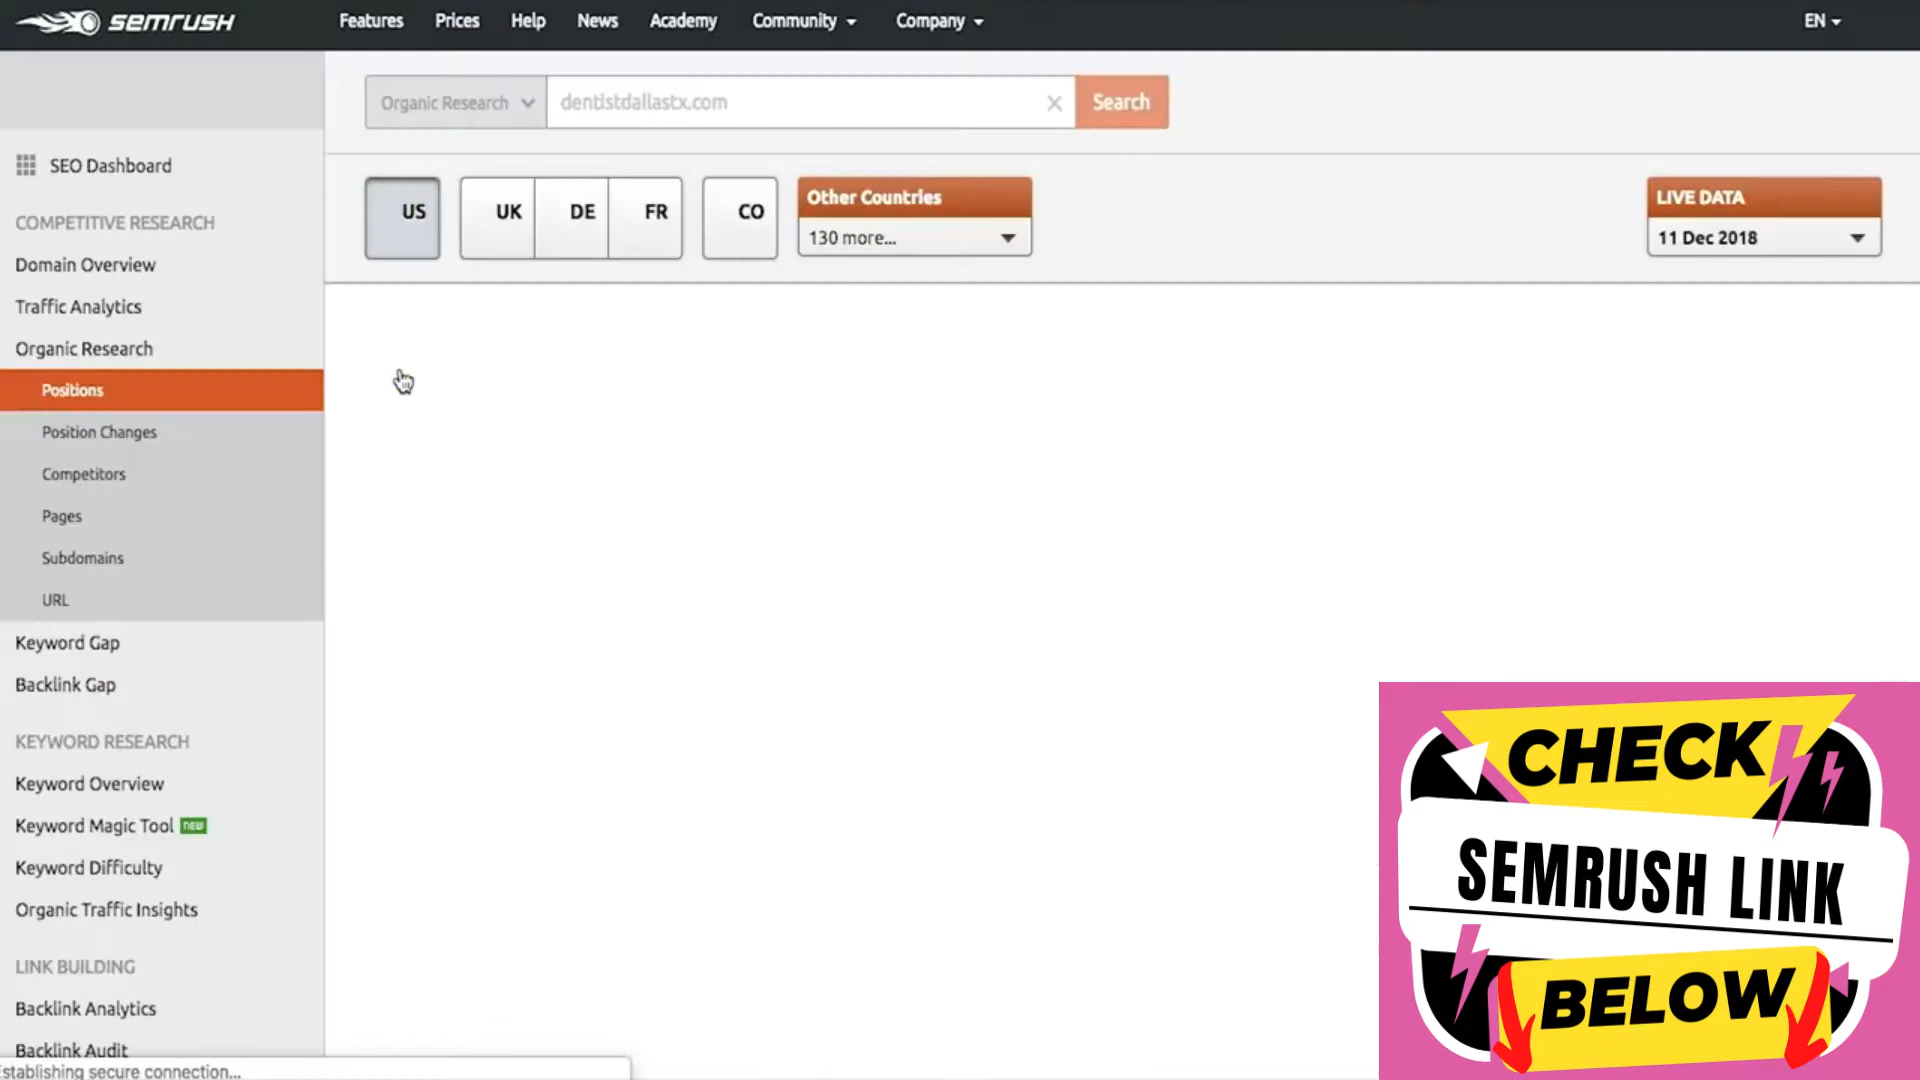 semrush
Features Prices Help News Academy Community Company EN
Organic Research dentistdallastx.com Search
US UK DE FR CO
Other Countries
130 more...
LIVE DATA
11 Dec 2018
SEO Dashboard
COMPETITIVE RESEARCH
Domain Overview
Traffic Analytics
Organic Research
Positions
Position Changes
Competitors
Pages
Subdomains
URL
Keyword Gap
Backlink Gap
KEYWORD RESEARCH
Keyword Overview
Keyword Magic Tool NEW
Keyword Difficulty
Organic Traffic Insights
LINK BUILDING
Backlink Analytics
Backlink Audit
Establishing secure connection...
CHECK
SEMRUSH LINK
BELOW